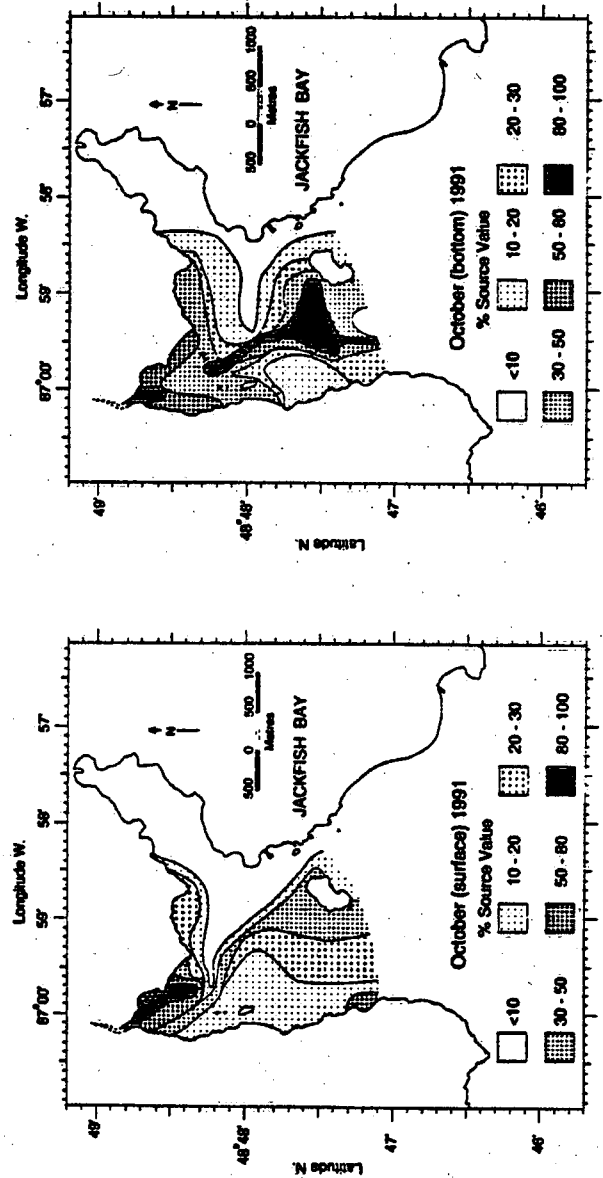 Longitude W.
87°00'
59'
58'
57'
49'
48°48'
47'
46'
Latitude N.
N
500 0 500 1000
Metres
JACKFISH BAY
October (surface) 1991
% Source Value
<10
10 - 20
20 - 30
30 - 50
50 - 80
80 - 100
Longitude W.
87°00'
59'
58'
57'
49'
48°48'
47'
46'
Latitude N.
N
500 0 500 1000
Metres
JACKFISH BAY
October (bottom) 1991
% Source Value
<10
10 - 20
20 - 30
30 - 50
50 - 80
80 - 100